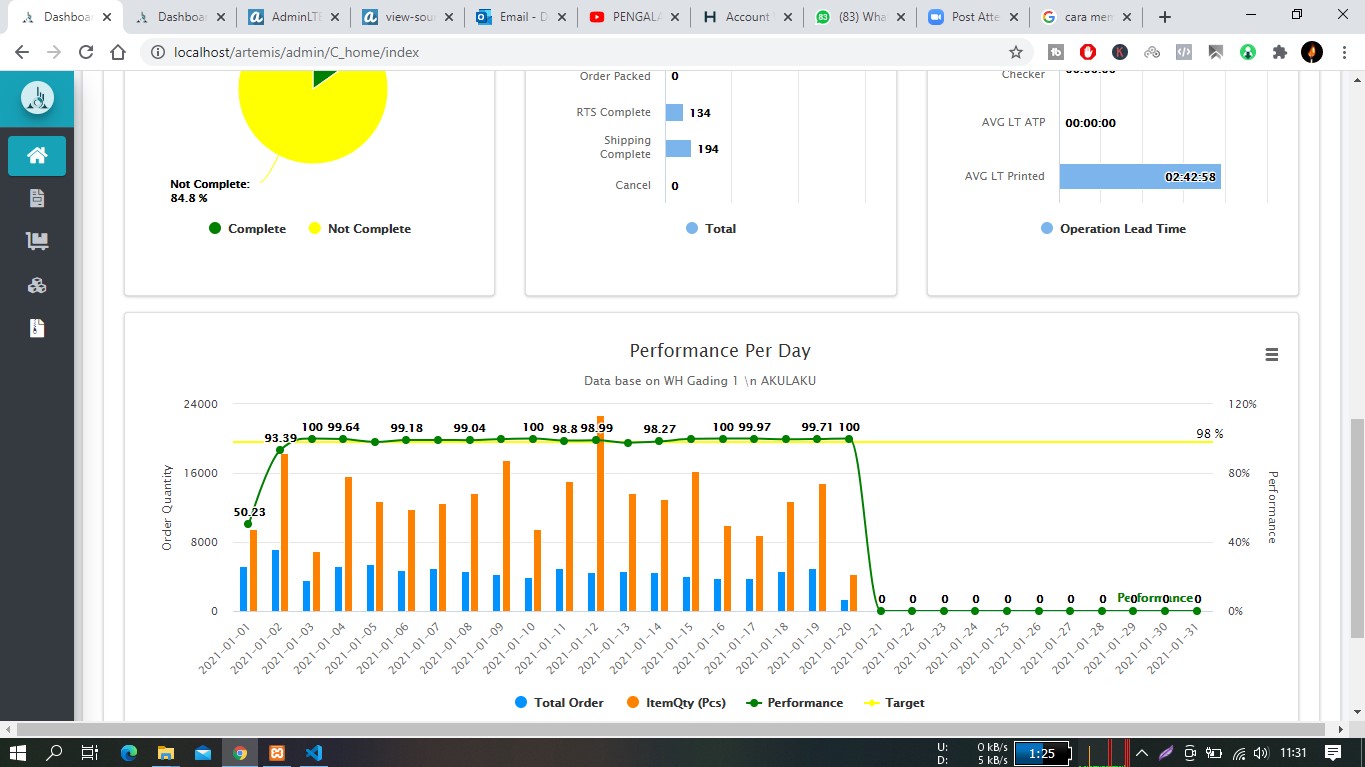 Dashboar
Dashboar
AdminLTE
view-sour
Email - D
PENGALA
Account
(83) Wha
Post Atte
cara men
localhost/artemis/admin/C_home/index
Order Packed 0
RTS Complete 134
Shipping
Complete 194
Cancel 0
Total
Not Complete:
84.8 %
Complete Not Complete
Checker 00:00:00
AVG LT ATP 00:00:00
AVG LT Printed 02:42:58
Operation Lead Time
Performance Per Day
Data base on WH Gading 1 \n AKULAKU
Order Quantity
24000
16000
8000
0
120%
80%
40%
0%
Performance
98 %
50.23 93.39 100 99.64 99.18 99.04 100 98.8 98.99 98.27 100 99.97 99.71 100
0 0 0 0 0 0 0 0 0 0 0
Performance
2021-01-01 2021-01-02 2021-01-03 2021-01-04 2021-01-05 2021-01-06 2021-01-07 2021-01-08 2021-01-09 2021-01-10 2021-01-11 2021-01-12 2021-01-13 2021-01-14 2021-01-15 2021-01-16 2021-01-17 2021-01-18 2021-01-19 2021-01-20 2021-01-21 2021-01-22 2021-01-23 2021-01-24 2021-01-25 2021-01-26 2021-01-27 2021-01-28 2021-01-29 2021-01-30 2021-01-31
Total Order ItemQty (Pcs) Performance Target
U: 0 kB/s
D: 5 kB/s
1:25
11:31